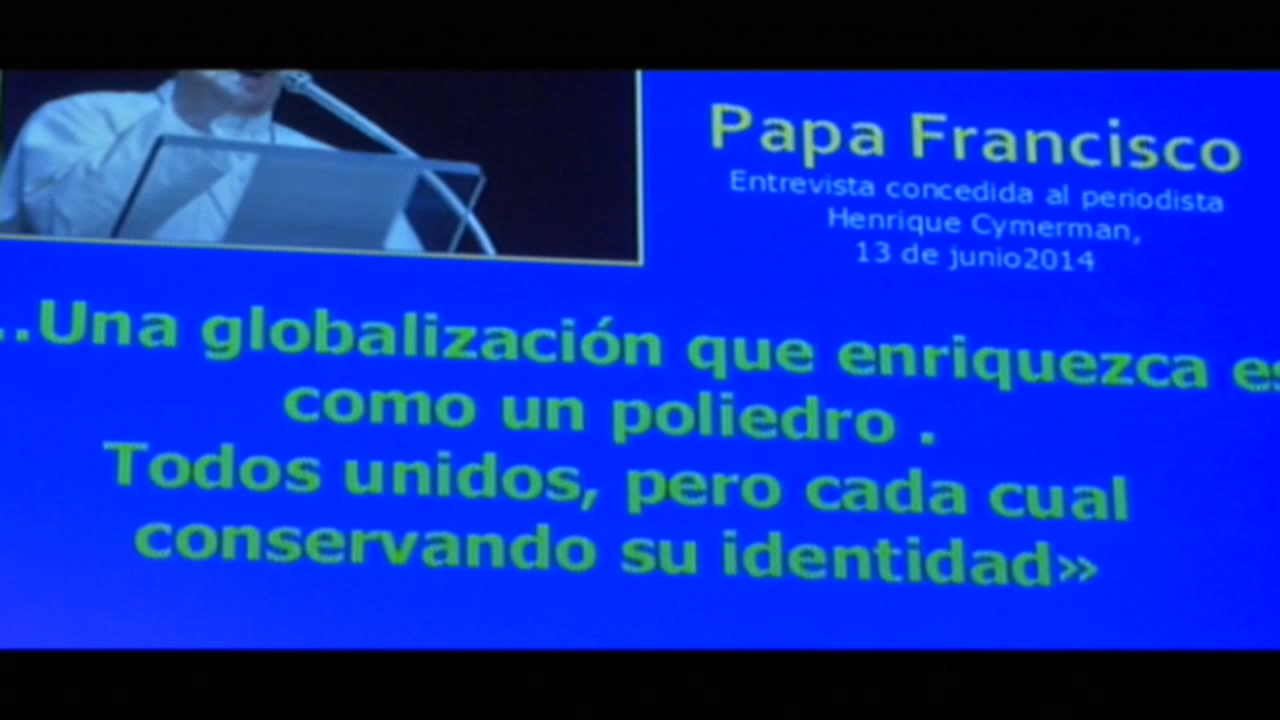 Papa Francisco
Entrevista concedida al periodista
Henrique Cymerman,
13 de junio2014
..Una globalización que enriquezca es
como un poliedro .
Todos unidos, pero cada cual
conservando su identidad»